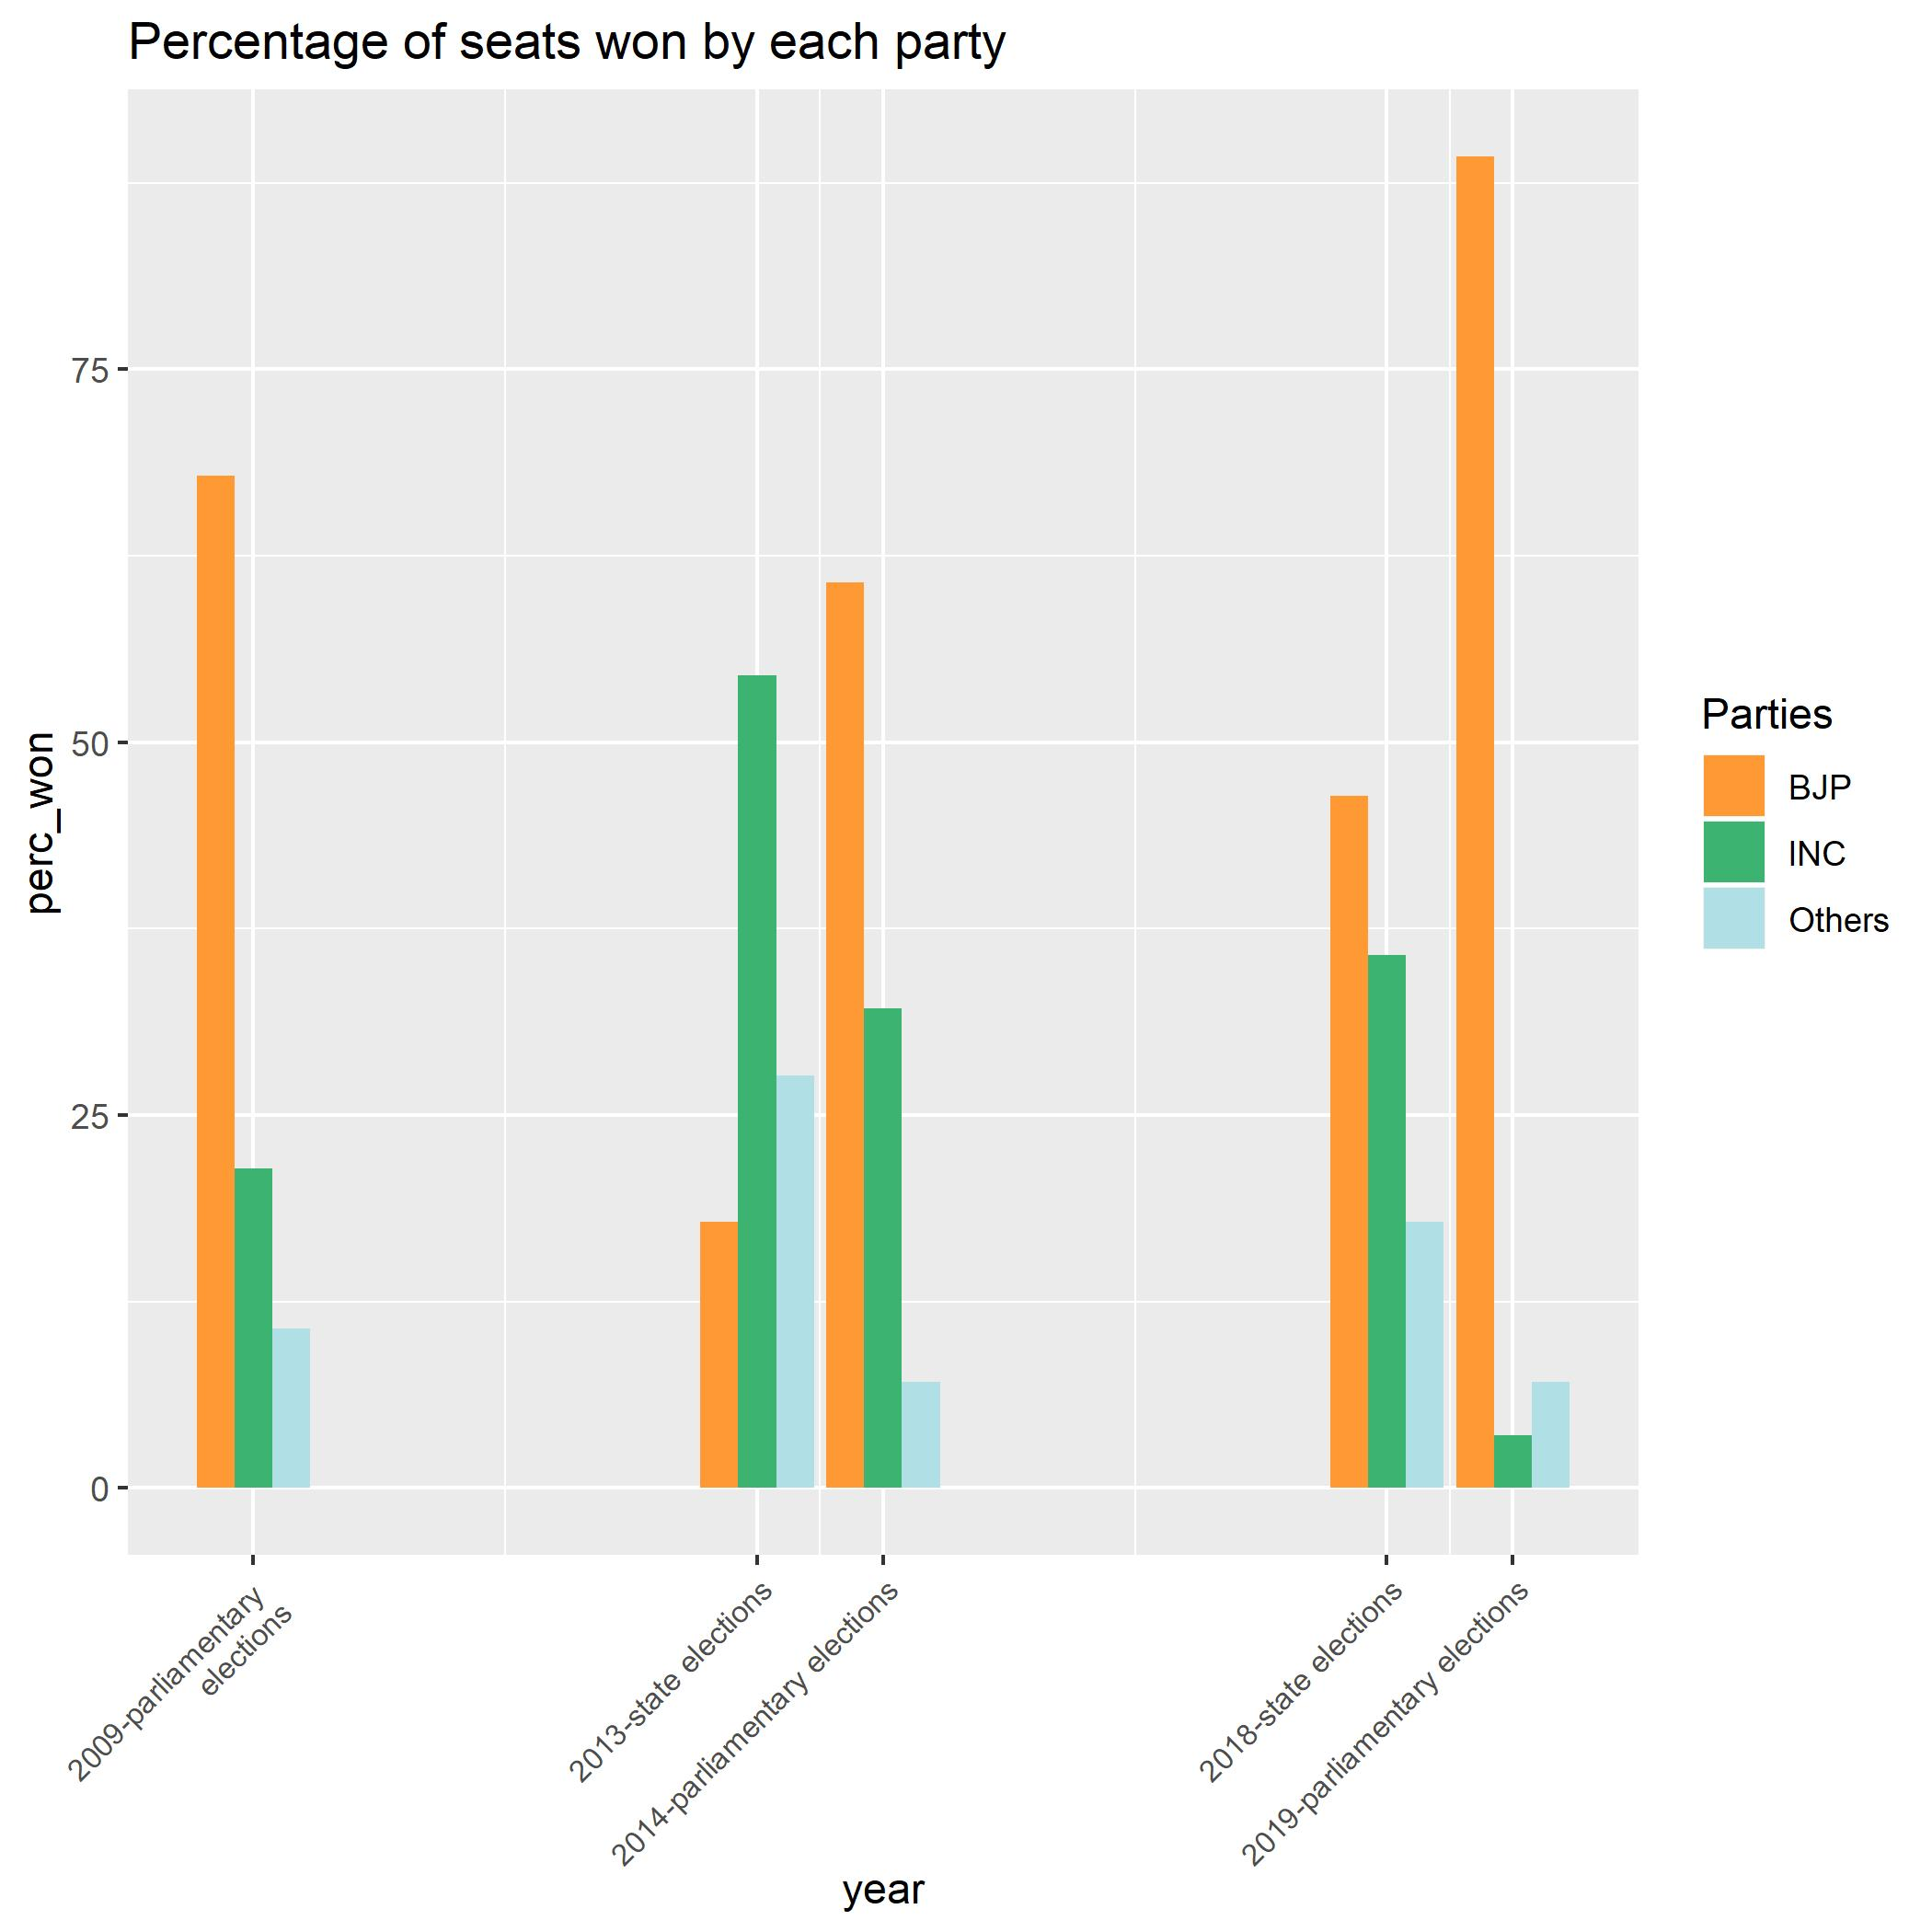 Percentage of seats won by each party
perc_won
75
50
25
0
2009-parliamentary
elections
2013-state elections
2014-parliamentary elections
2018-state elections
2019-parliamentary elections
year
Parties
BJP
INC
Others